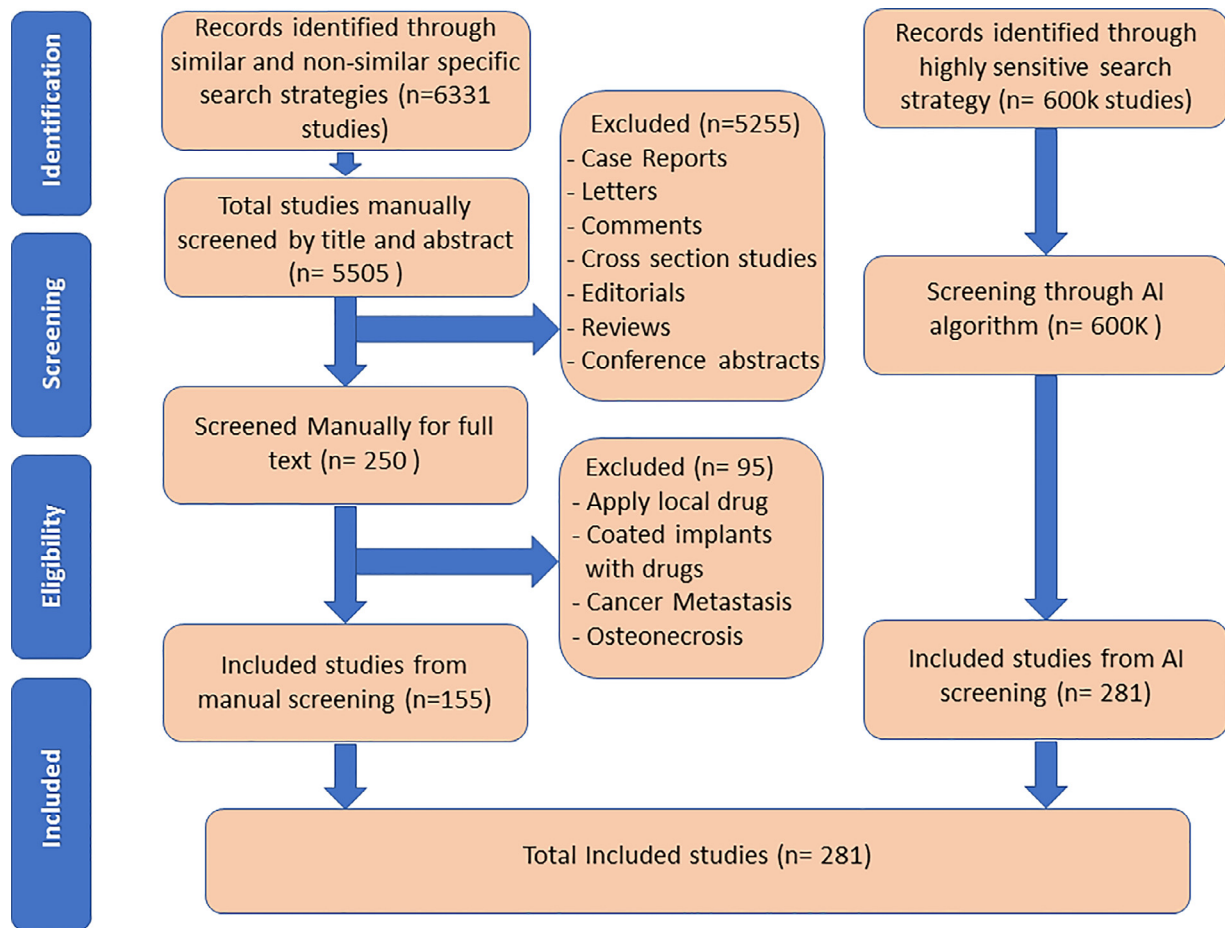 Identification
Records identified through
similar and non-similar specific
search strategies (n=6331
studies)
Records identified through
highly sensitive search
strategy (n= 600k studies)
Excluded (n=5255)
- Case Reports
- Letters
- Comments
- Cross section studies
- Editorials
- Reviews
- Conference abstracts
Total studies manually
screened by title and abstract
(n= 5505 )
Screening
Screening through AI
algorithm (n= 600K )
Screened Manually for full
text (n= 250 )
Eligibility
Excluded (n= 95)
- Apply local drug
- Coated implants
with drugs
- Cancer Metastasis
- Osteonecrosis
Included studies from
manual screening (n=155)
Included studies from AI
screening (n= 281)
Included
Total Included studies (n= 281)